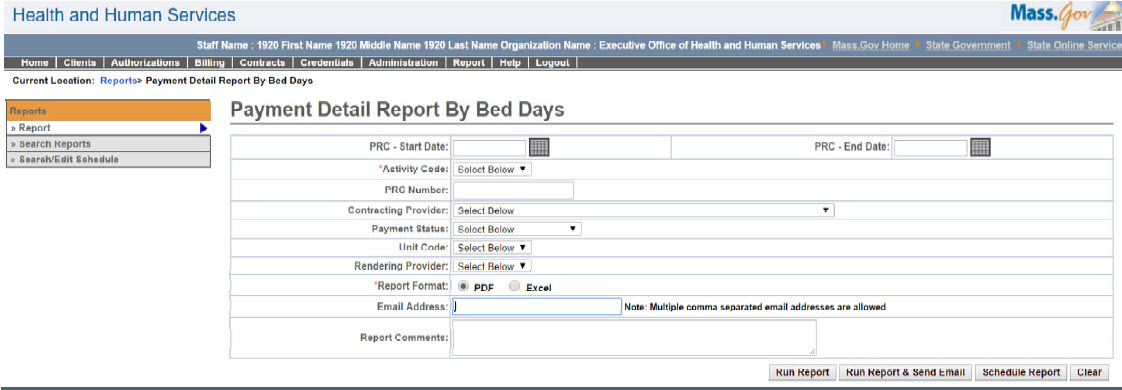 Health and Human Services
Mass.Gov
Staff Name : 1920 First Name 1920 Middle Name 1920 Last Name Organization Name : Executive Office of Health and Human Services Mass.Gov Home State Government State Online Service
Home | Clients | Authorizations | Billing | Contracts | Credentials | Administration | Report | Help | Logout |
Current Location: Reports> Payment Detail Report By Bed Days
Reports
» Report
» Search Reports
» Search/Edit Schedule
Payment Detail Report By Bed Days
PRC - Start Date: PRC - End Date:
*Activity Code: Select Below
PRC Number:
Contracting Provider: Select Below
Payment Status: Select Below
Unit Code: Select Below
Rendering Provider: Select Below
*Report Format: PDF Excel
Email Address: Note: Multiple comma separated email addresses are allowed
Report Comments:
Run Report Run Report & Send Email Schedule Report Clear